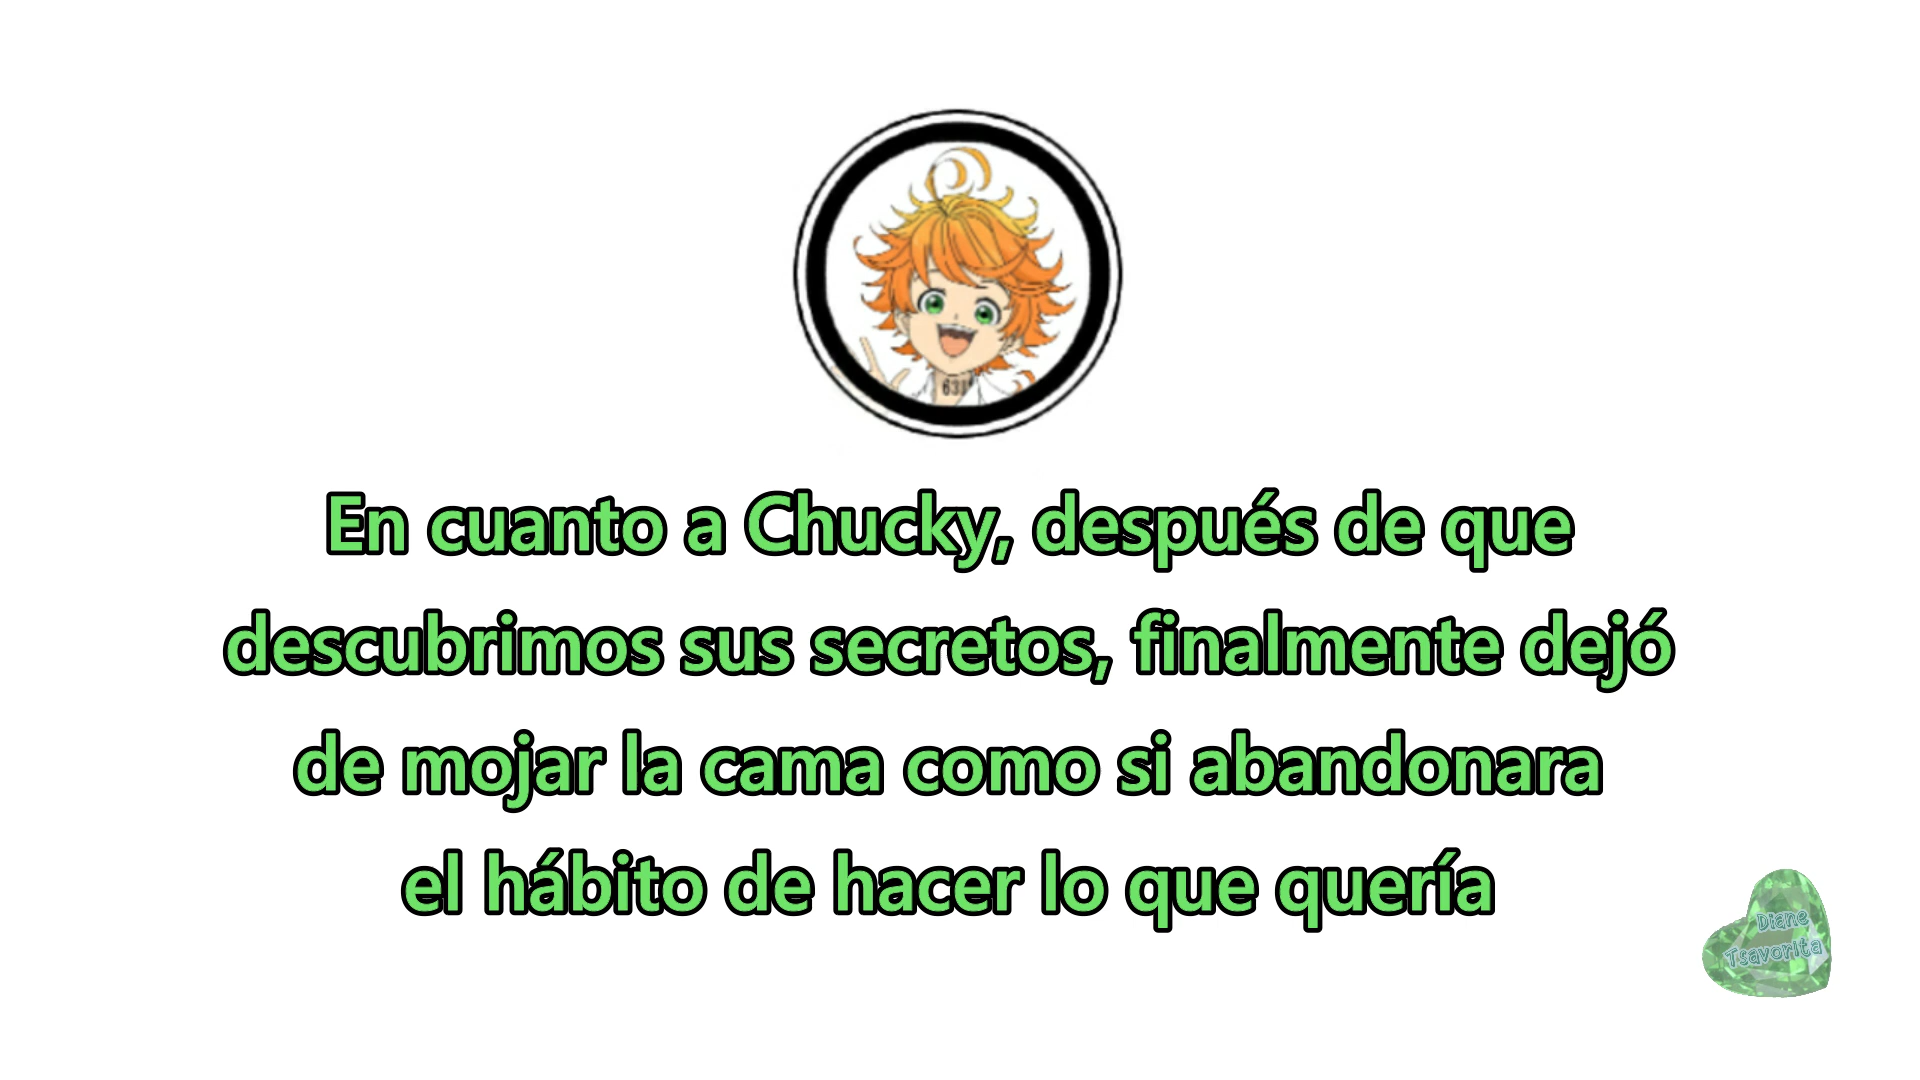 631
En cuanto a Chucky, después de que
descubrimos sus secretos, finalmente dejó
de mojar la cama como si abandonara
el hábito de hacer lo que quería
Diane
Tsavorita